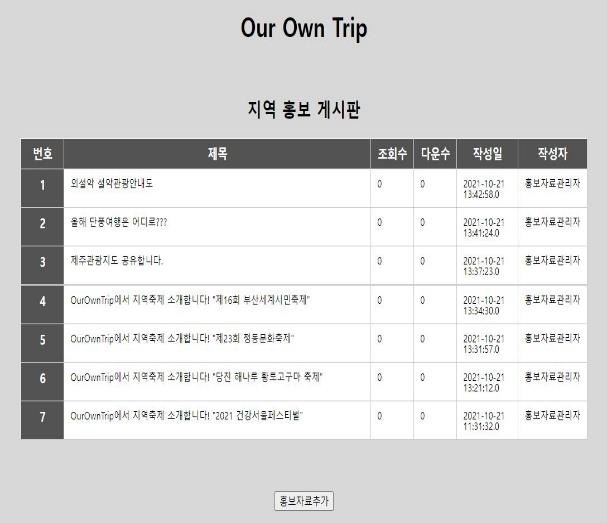 Our Own Trip
지역 홍보 게시판
번호 제목 조회수 다운수 작성일 작성자
1 외설악 설악관광안내도 0 0 2021-10-21 홍보자료관리자
13:42:58.0
2 올해 단풍여행은 어디로??? 0 0 2021-10-21 홍보자료관리자
13:41:24.0
3 제주관광지도 공유합니다. 0 0 2021-10-21 홍보자료관리자
13:37:23.0
4 OurOwnTrip에서 지역축제 소개합니다! "제16회 부산세계시민축제" 0 0 2021-10-21 홍보자료관리자
13:34:30.0
5 OurOwnTrip에서 지역축제 소개합니다! "제23회 정동문화축제" 0 0 2021-10-21 홍보자료관리자
13:31:57.0
6 OurOwnTrip에서 지역축제 소개합니다! "당진 해나루 황토고구마 축제" 0 0 2021-10-21 홍보자료관리자
13:21:12.0
7 OurOwnTrip에서 지역축제 소개합니다! "2021 건강서울페스티벌" 0 0 2021-10-21 홍보자료관리자
11:31:32.0
홍보자료추가